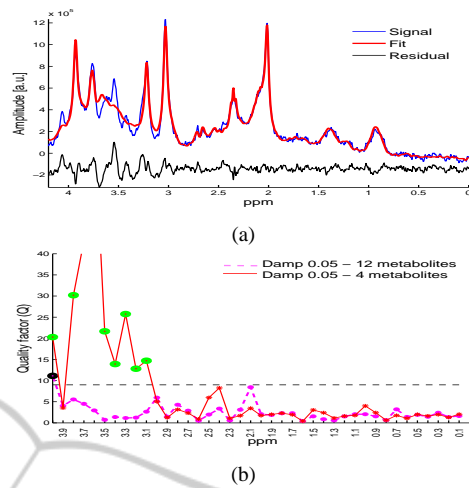 x 10⁵
12
10
8
6
4
2
0
−2
Amplitude [a.u.]
Signal
Fit
Residual
4 3.5 3 2.5 2 1.5 1 0.5 0
ppm
(a)
40
35
30
25
20
15
10
5
0
Quality factor (Q)
Damp 0.05 − 12 metabolites
Damp 0.05 − 4 metabolites
3.9 3.7 3.5 3.3 3.1 2.9 2.7 2.5 2.3 2.1 1.9 1.7 1.5 1.3 1.1 0.9 0.7 0.5 0.3 0.1
ppm
(b)